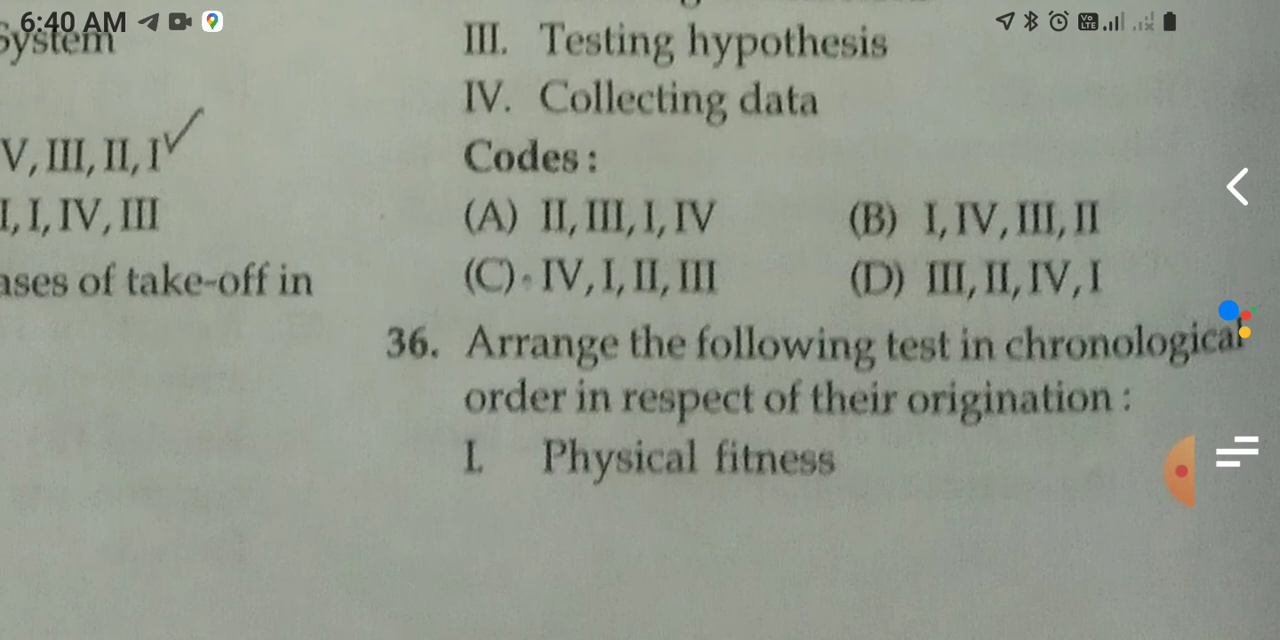 6:40 AM
System
V, III, II, I
I, I, IV, III
ases of take-off in
III. Testing hypothesis
IV. Collecting data
Codes :
(A) II, III, I, IV (B) I, IV, III, II
(C) IV, I, II, III (D) III, II, IV, I
36. Arrange the following test in chronological
order in respect of their origination :
I. Physical fitness